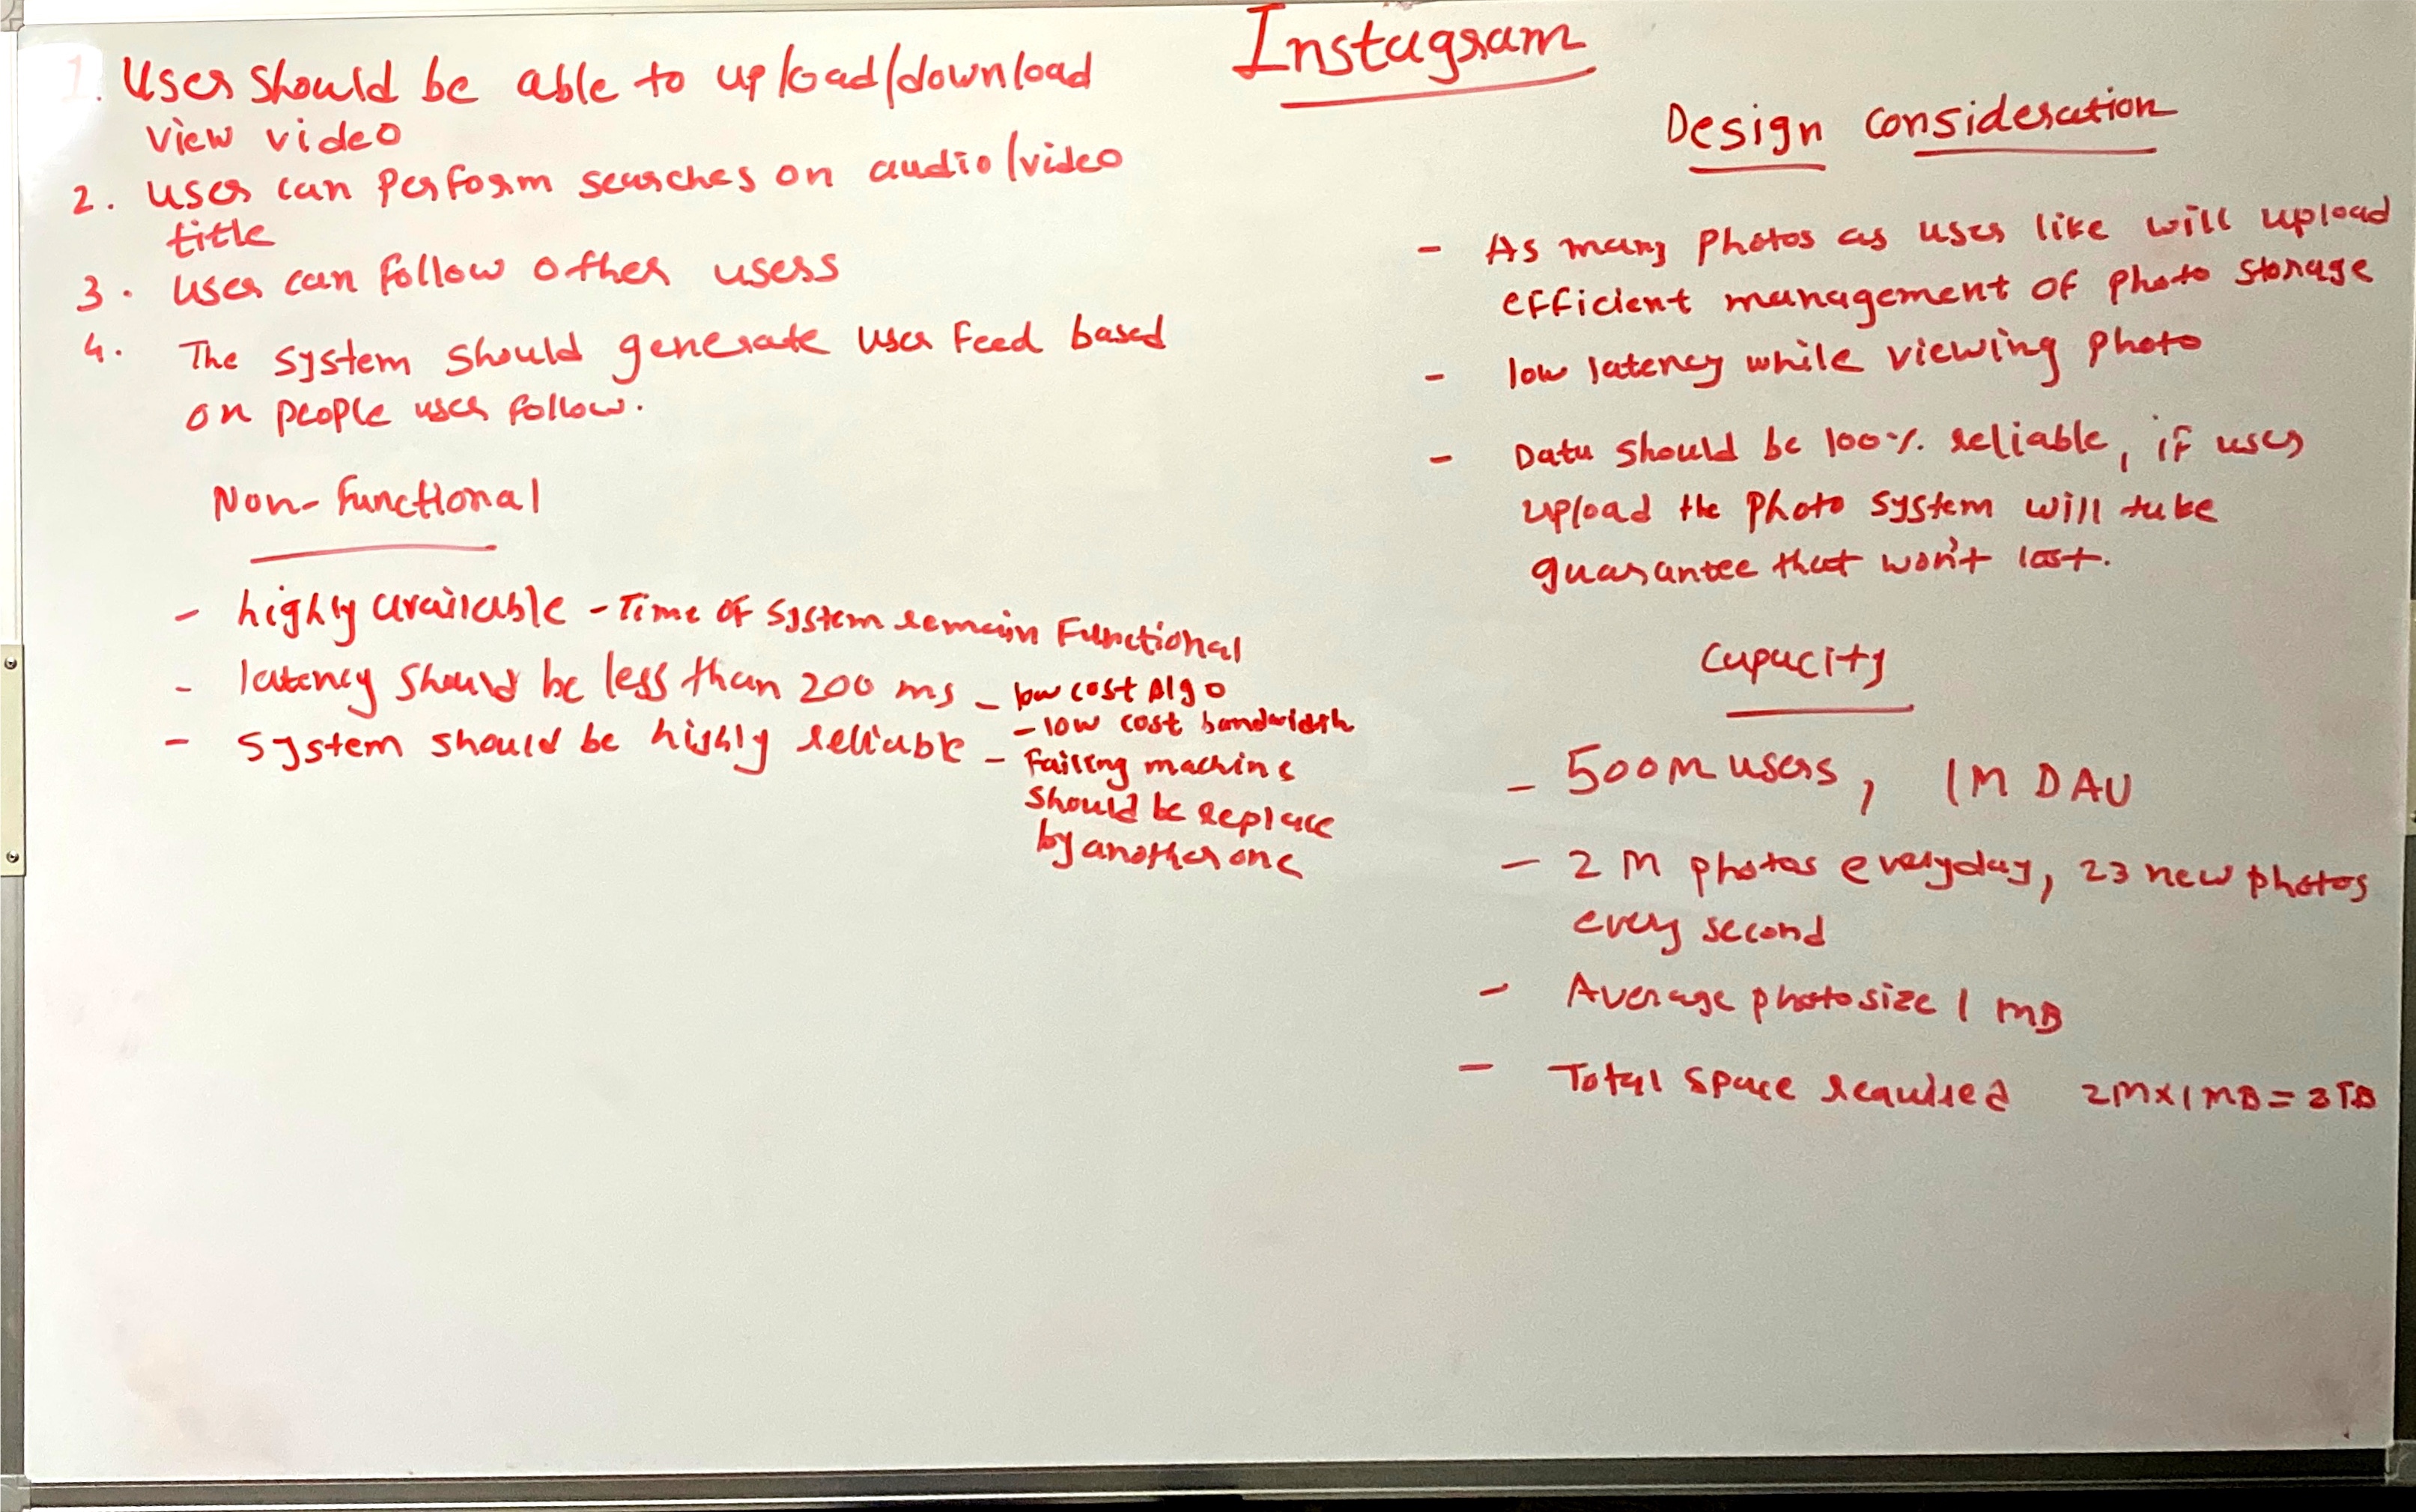 Instagram
1. User should be able to upload/download
view video
2. user can perform searches on audio/video
title
3. user can follow other users
4. The system should generate user feed based
on people user follow.
Non-functional
- highly available - Time of system remain Functional
- latency should be less than 200 ms - low cost Algo
- low cost bandwidth
- system should be highly reliable - Failing machine
should be replace
by another one
Design consideration
- As many photos as user like will upload
efficient management of photo storage
- low latency while viewing photo
- Data should be 100%. reliable, if user
upload the photo system will take
guarantee that won't lost.
Capacity
- 500M users, 1M DAU
- 2 M photos everyday, 23 new photos
every second
- Average photo size 1 MB
- Total space required 2M x 1 MB = 2TB